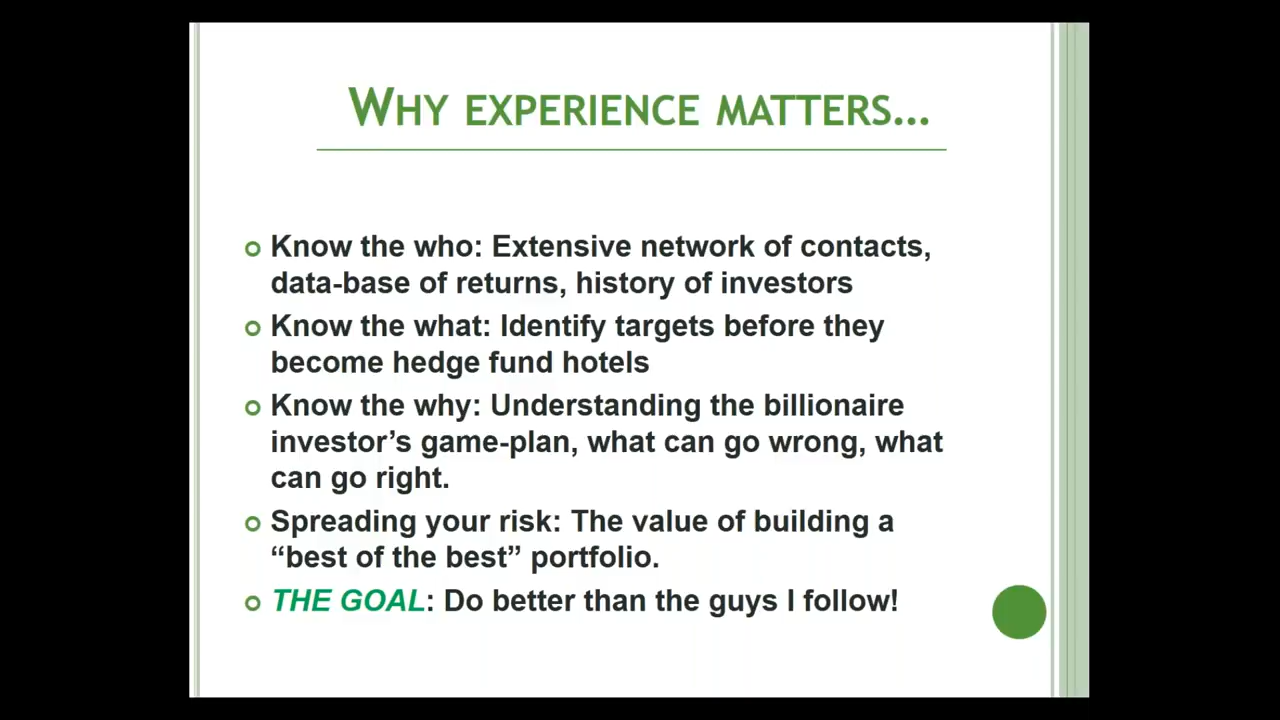 WHY EXPERIENCE MATTERS...
Know the who: Extensive network of contacts,
data-base of returns, history of investors
Know the what: Identify targets before they
become hedge fund hotels
Know the why: Understanding the billionaire
investor’s game-plan, what can go wrong, what
can go right.
Spreading your risk: The value of building a
“best of the best” portfolio.
THE GOAL: Do better than the guys I follow!